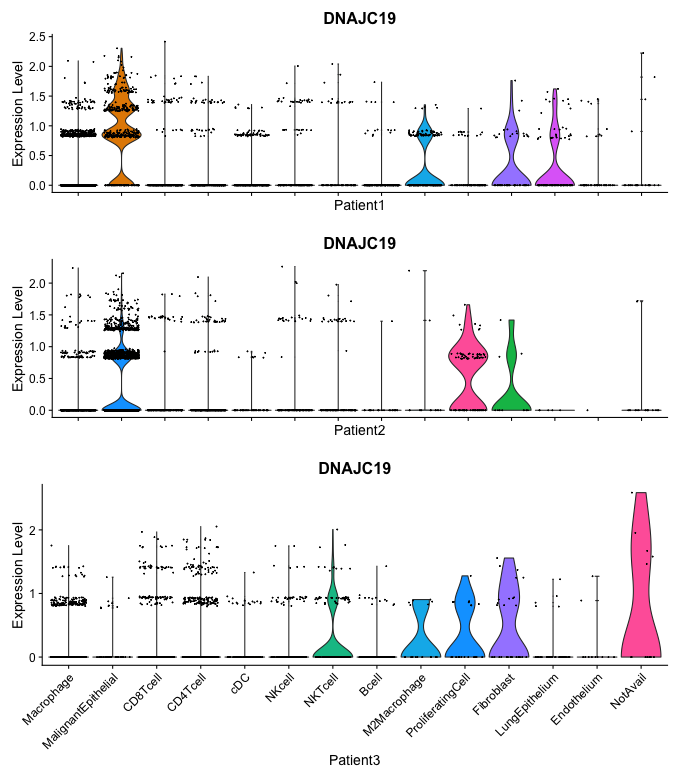 DNAJC19
Expression Level
2.5
2.0
1.5
1.0
0.5
0.0
Patient1
DNAJC19
Expression Level
2.0
1.5
1.0
0.5
0.0
Patient2
DNAJC19
Expression Level
2
1
0
Macrophage
MalignantEpithelial
CD8Tcell
CD4Tcell
cDC
NKcell
NKTcell
Bcell
M2Macrophage
ProliferatingCell
Fibroblast
LungEpithelium
Endothelium
NotAvail
Patient3